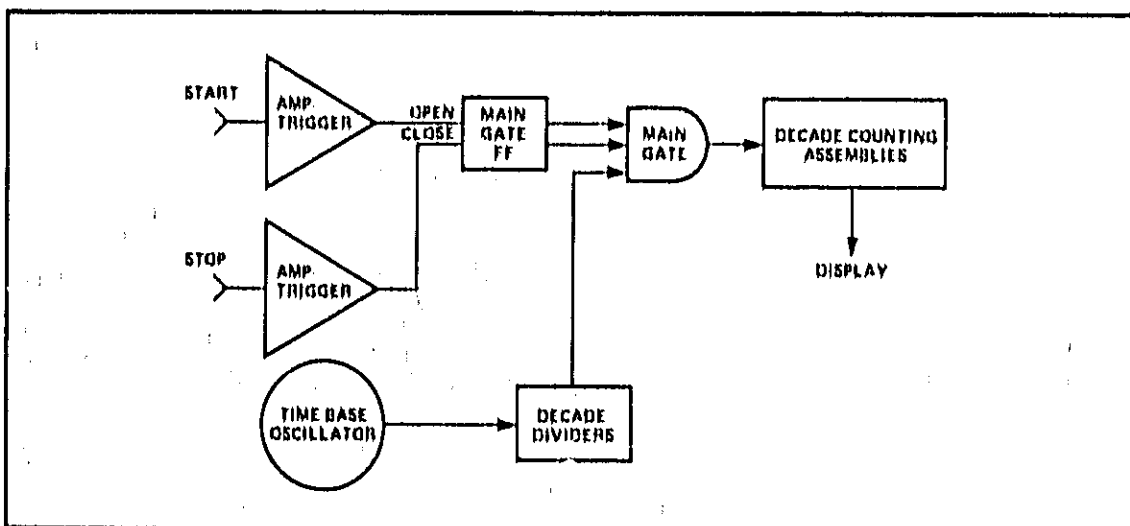 START
AMP.
TRIGGER
OPEN
CLOSE
MAIN
GATE
FF
MAIN
GATE
DECADE COUNTING
ASSEMBLIES
DISPLAY
STOP
AMP.
TRIGGER
TIME BASE
OSCILLATOR
DECADE
DIVIDERS